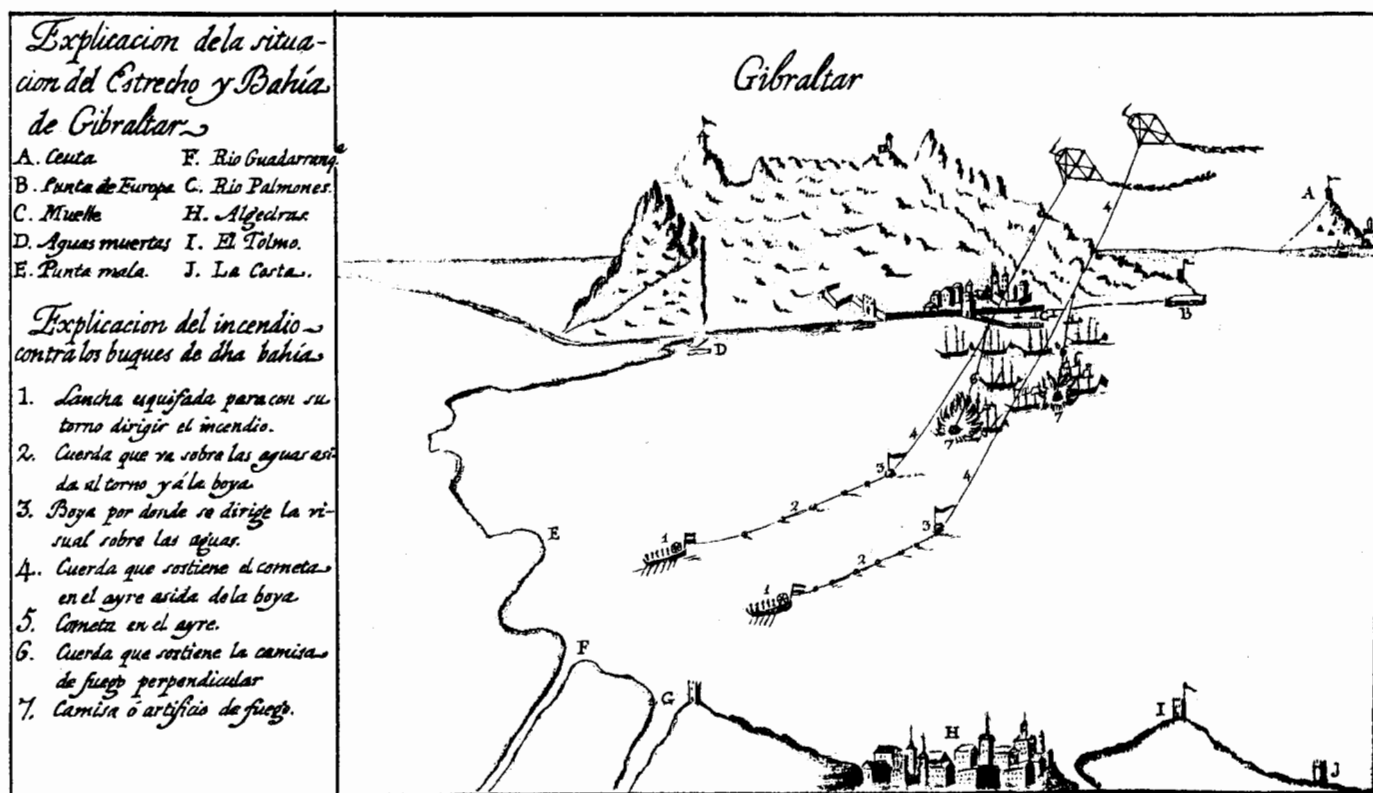 Explicacion dela situa-
cion del Estrecho y Bahía
de Gibraltar
A. Ceuta
B. Punta de Europa
C. Muelle
D. Aguas muertas
E. Punta mala.
F. Rio Guadarranq.e
C. Rio Palmones.
H. Algeciras
I. El Tolmo.
J. La Costa.
Explicacion del incendio
contra los buques de dha bahía
1. Lancha esquifada para con su
torno dirigir el incendio.
2. Cuerda que va sobre las aguas asi-
da al torno y á la boya
3. Boya por donde se dirige la vi-
sual sobre las aguas.
4. Cuerda que sostiene el cometa
en el ayre asida dela boya
5. Cometa en el ayre.
G. Cuerda que sostiene la camisa
de fuego perpendicular
7. Camisa ó artificio de fuego.
Gibraltar
A
4
4
B
D
6
7
7
4
4
3
2
3
1
2
1
E
F
G
H
I
J